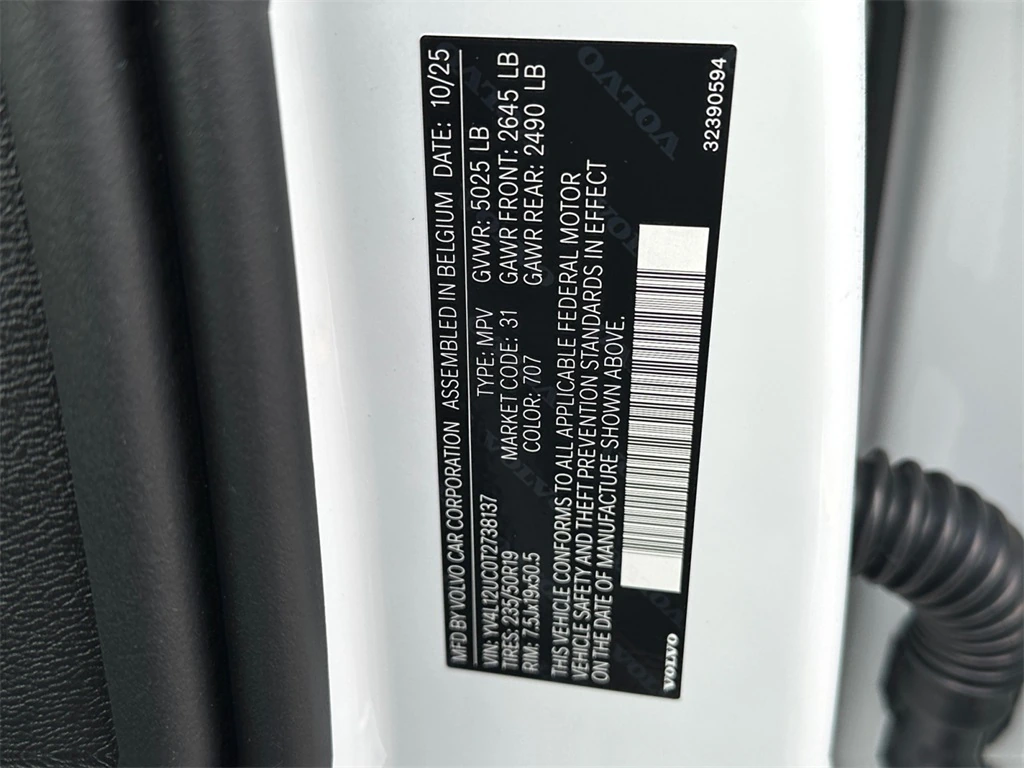 MFD BY VOLVO CAR CORPORATION ASSEMBLED IN BELGIUM DATE: 10/25
VIN: YV4L12UC0T2738137 TYPE: MPV GVWR: 5025 LB
TIRES: 235/50R19 MARKET CODE: 31 GAWR FRONT: 2645 LB
RIM: 7.5Jx19x50.5 COLOR: 707 GAWR REAR: 2490 LB
THIS VEHICLE CONFORMS TO ALL APPLICABLE FEDERAL MOTOR
VEHICLE SAFETY AND THEFT PREVENTION STANDARDS IN EFFECT
ON THE DATE OF MANUFACTURE SHOWN ABOVE.
VOLVO
32390594
VOLVO